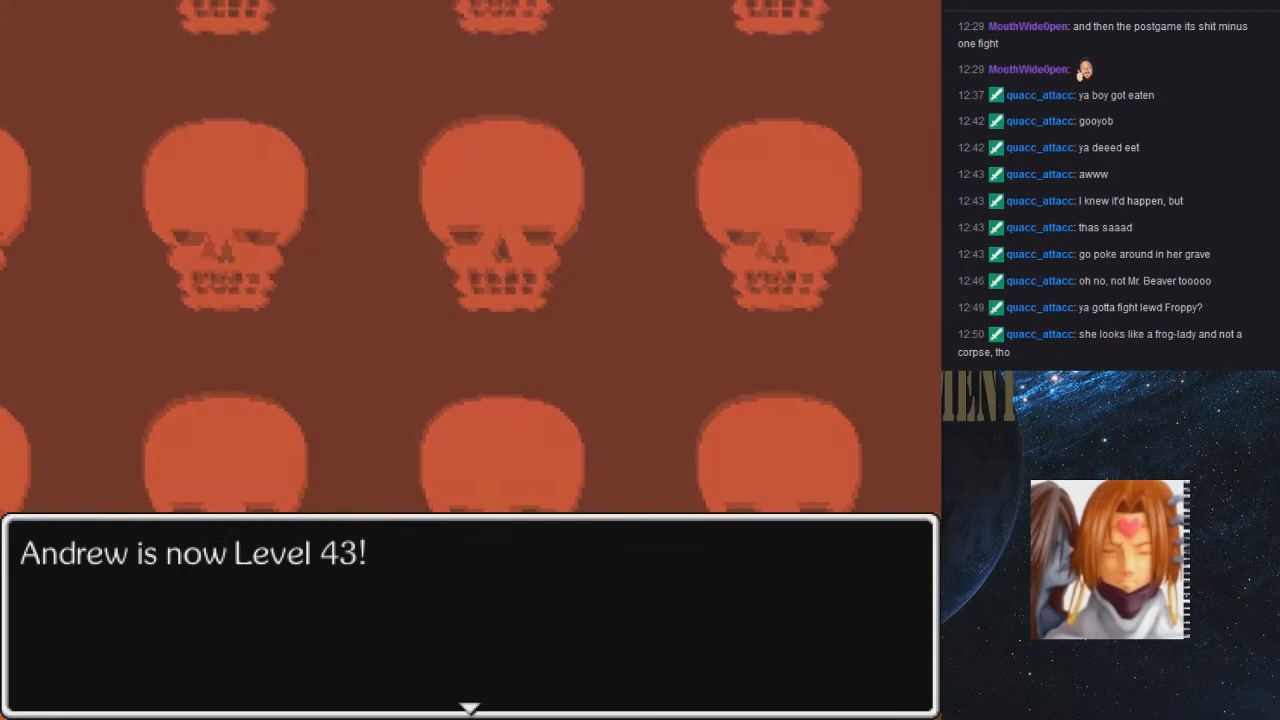 12:29 MouthWide0pen: and then the postgame its shit minus
one fight
12:29 MouthWide0pen:
12:37 quacc_attacc: ya boy got eaten
12:42 quacc_attacc: gooyob
12:42 quacc_attacc: ya deeed eet
12:43 quacc_attacc: awww
12:43 quacc_attacc: I knew it'd happen, but
12:43 quacc_attacc: thas saaad
12:43 quacc_attacc: go poke around in her grave
12:46 quacc_attacc: oh no, not Mr. Beaver tooooo
12:49 quacc_attacc: ya gotta fight lewd Froppy?
12:50 quacc_attacc: she looks like a frog-lady and not a
corpse, tho
MENT
Andrew is now Level 43!